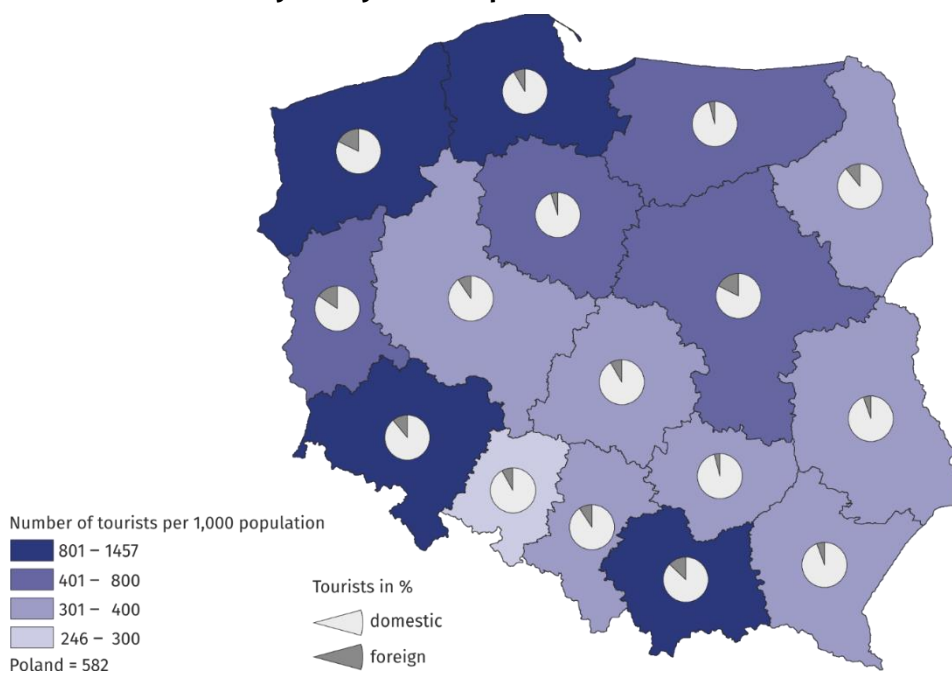 Number of tourists per 1,000 population
801 – 1457
401 – 800
301 – 400
246 – 300
Poland = 582
Tourists in %
domestic
foreign